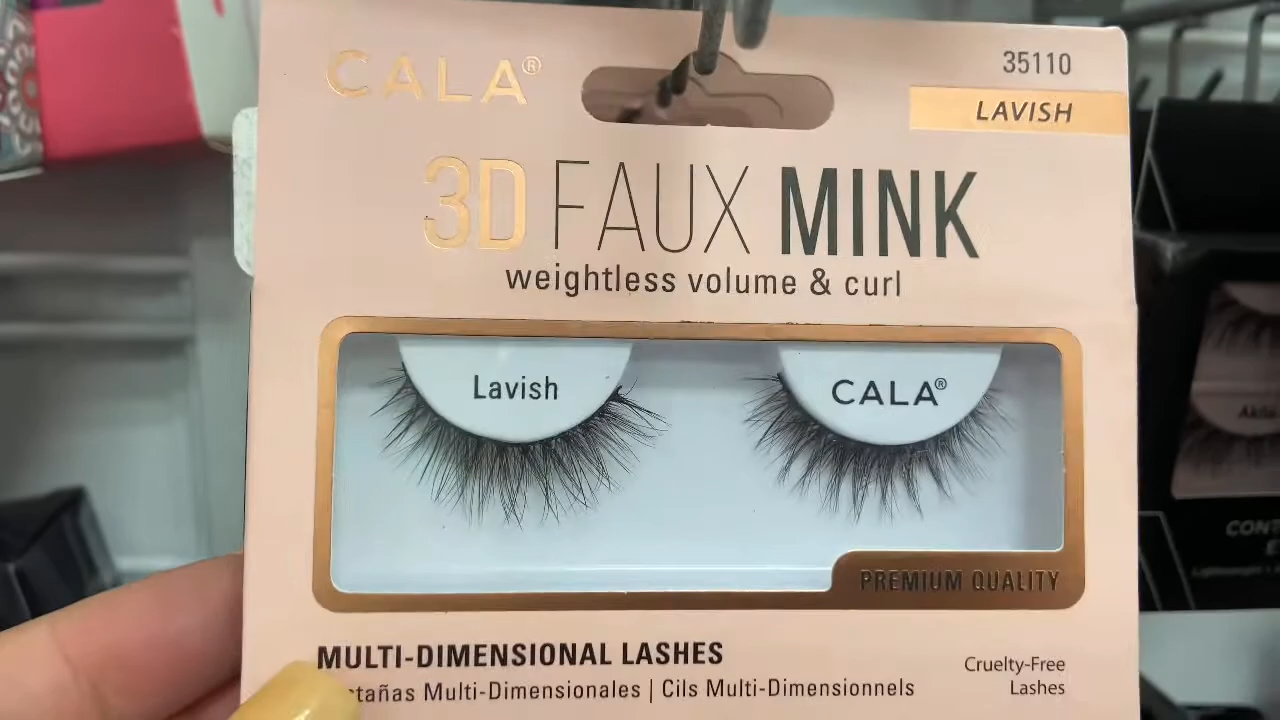 CALA®
35110
LAVISH
3D FAUX MINK
weightless volume & curl
Lavish
CALA®
PREMIUM QUALITY
MULTI-DIMENSIONAL LASHES
Multi-Dimensionales | Cils Multi-Dimensionnels
Cruelty-Free
Lashes